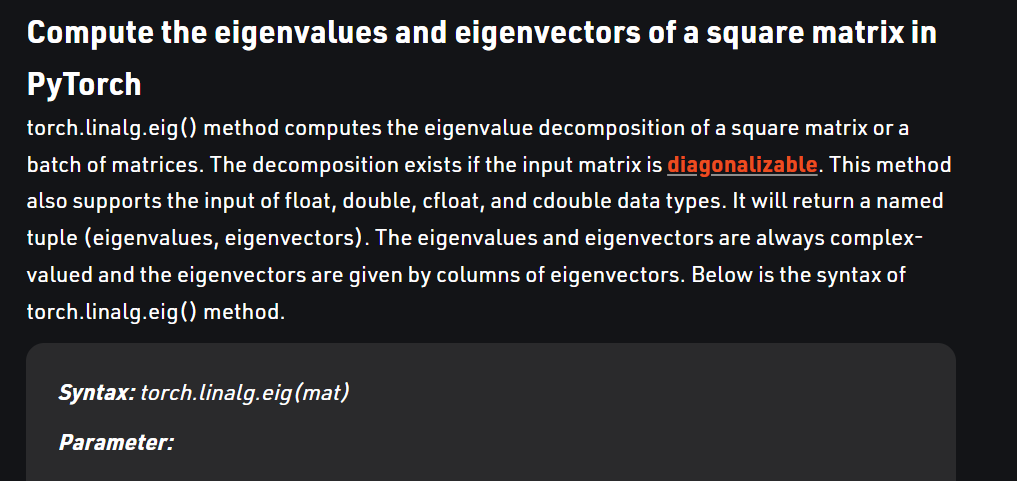 Compute the eigenvalues and eigenvectors of a square matrix in
PyTorch
torch.linalg.eig() method computes the eigenvalue decomposition of a square matrix or a
batch of matrices. The decomposition exists if the input matrix is diagonalizable. This method
also supports the input of float, double, cfloat, and cdouble data types. It will return a named
tuple (eigenvalues, eigenvectors). The eigenvalues and eigenvectors are always complex-
valued and the eigenvectors are given by columns of eigenvectors. Below is the syntax of
torch.linalg.eig() method.
Syntax: torch.linalg.eig(mat)
Parameter: